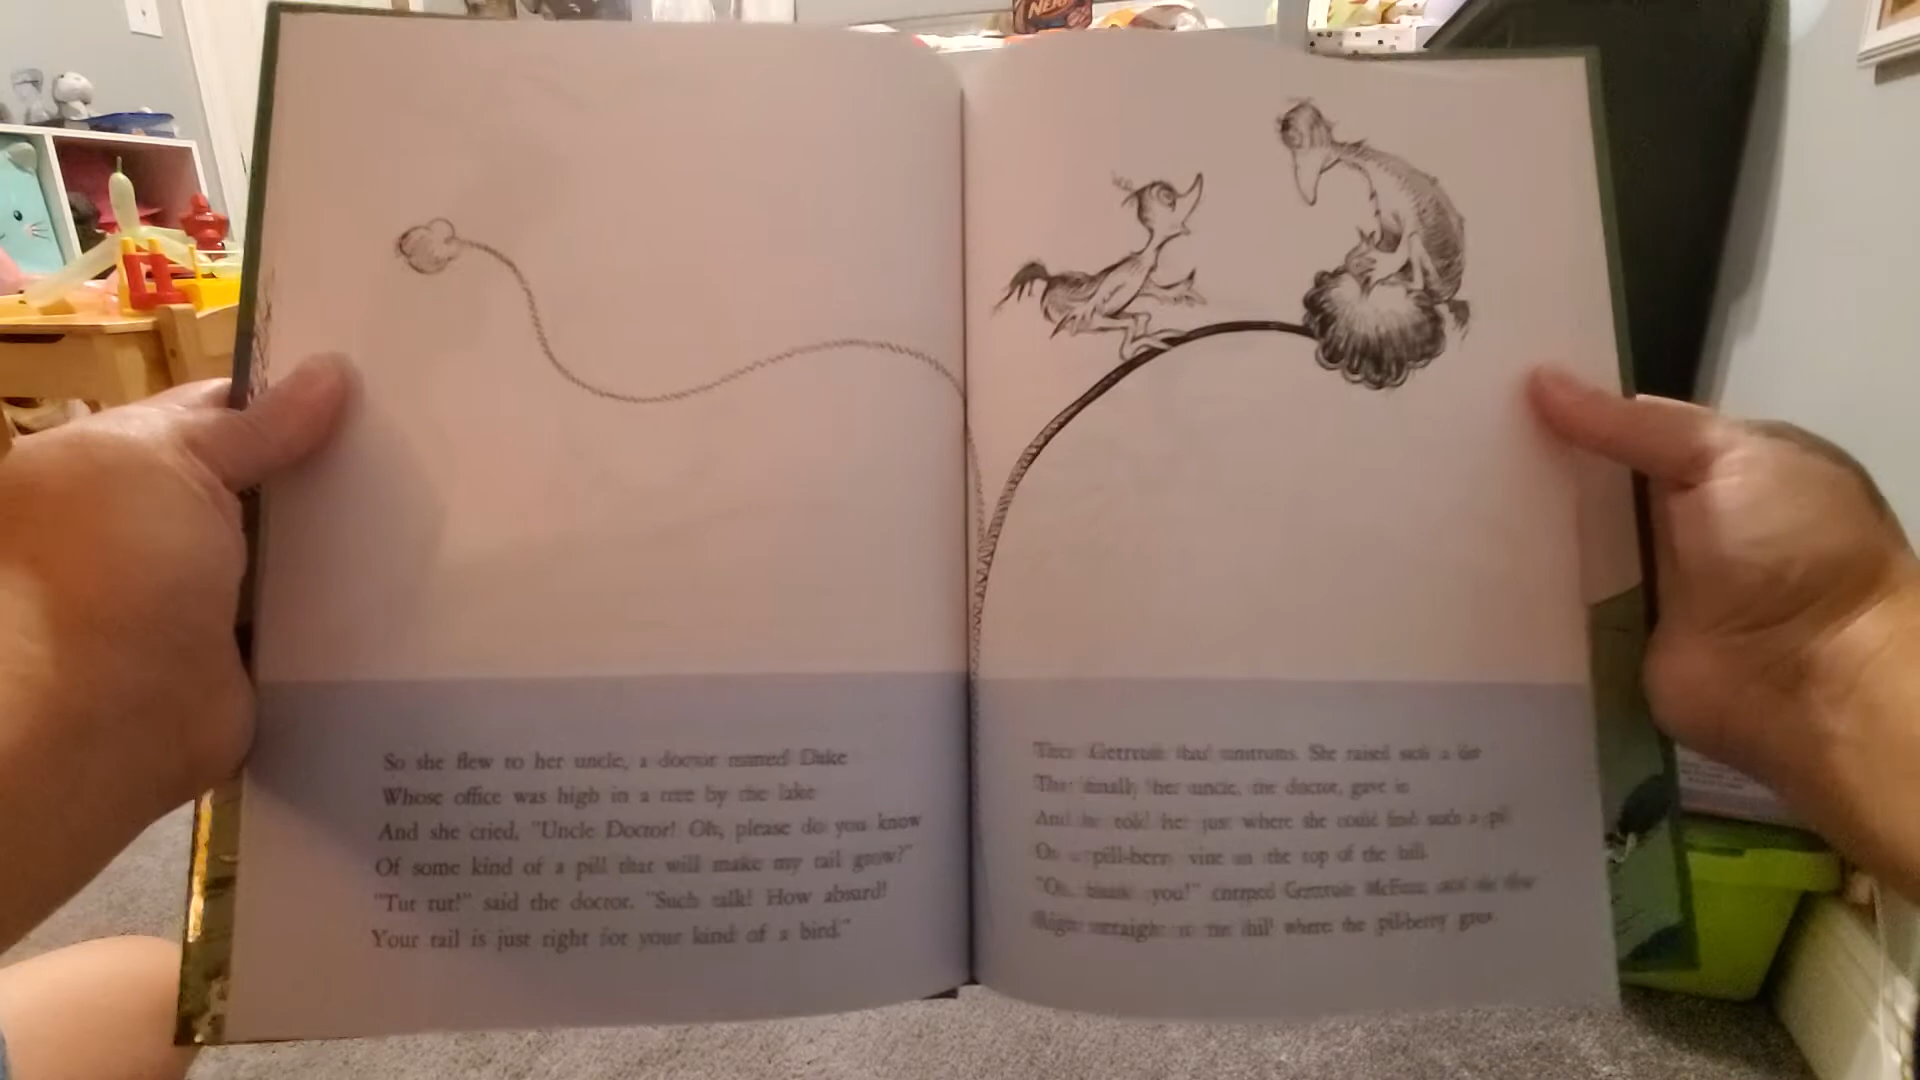 NERF
So she flew to her uncle, a doctor named Dake
Whose office was high in a tree by the lake
And she cried, "Uncle Doctor! Oh, please do you know
Of some kind of a pill that will make my tail grow?"
"Tut tut!" said the doctor. "Such talk! How absurd!
Your tail is just right for your kind of a bird."
Then Gertrude had tantrums. She raised such a din
That finally her uncle, the doctor, gave in
And he told her just where she could find such a pill
On a pill-berry vine on the top of the hill.
"Oh, thank you!" chirped Gertrude McFuzz, and she flew
Right straight to the hill where the pill-berry grew.